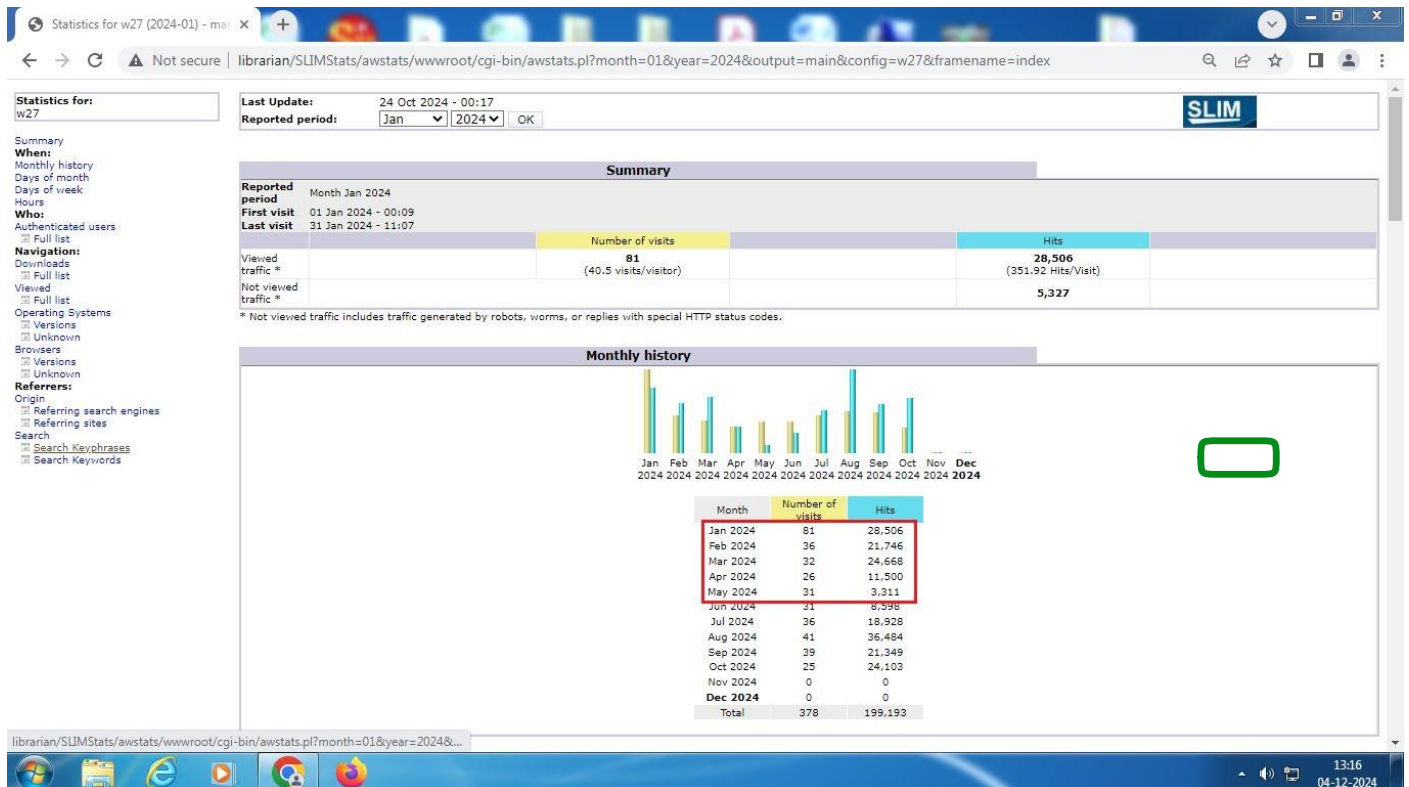 Statistics for w27 (2024-01) - mai
Not secure | librarian/SLIMStats/awstats/wwwroot/cgi-bin/awstats.pl?month=01&year=2024&output=main&config=w27&framename=index
Statistics for:
w27
Summary
When:
Monthly history
Days of month
Days of week
Hours
Who:
Authenticated users
Full list
Navigation:
Downloads
Full list
Viewed
Full list
Operating Systems
Versions
Unknown
Browsers
Versions
Unknown
Referrers:
Origin
Referring search engines
Referring sites
Search
Search Keyphrases
Search Keywords
Last Update: 24 Oct 2024 - 00:17
Reported period: Jan 2024 OK
SLIM
Summary
Reported period Month Jan 2024
First visit 01 Jan 2024 - 00:09
Last visit 31 Jan 2024 - 11:07
Number of visits Hits
Viewed traffic * 81 28,506
(40.5 visits/visitor) (351.92 Hits/Visit)
Not viewed traffic * 5,327
* Not viewed traffic includes traffic generated by robots, worms, or replies with special HTTP status codes.
Monthly history
Jan Feb Mar Apr May Jun Jul Aug Sep Oct Nov Dec
2024 2024 2024 2024 2024 2024 2024 2024 2024 2024 2024 2024
Month Number of visits Hits
Jan 2024 81 28,506
Feb 2024 36 21,746
Mar 2024 32 24,668
Apr 2024 26 11,500
May 2024 31 3,311
Jun 2024 31 8,598
Jul 2024 36 18,928
Aug 2024 41 36,484
Sep 2024 39 21,349
Oct 2024 25 24,103
Nov 2024 0 0
Dec 2024 0 0
Total 378 199,193
librarian/SLIMStats/awstats/wwwroot/cgi-bin/awstats.pl?month=01&year=2024&...
13:16
04-12-2024